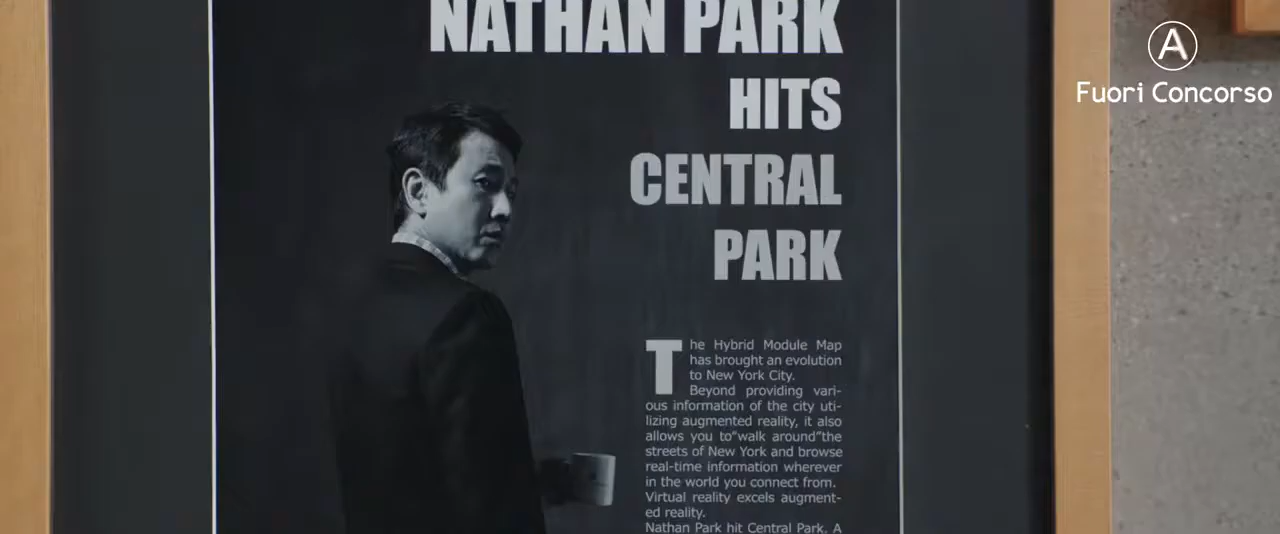 NATHAN PARK
HITS
CENTRAL
PARK
A
Fuori Concorso
The Hybrid Module Map
has brought an evolution
to New York City.
Beyond providing vari-
ous information of the city uti-
lizing augmented reality, it also
allows you to"walk around"the
streets of New York and browse
real-time information wherever
in the world you connect from.
Virtual reality excels augment-
ed reality.
Nathan Park hit Central Park. A